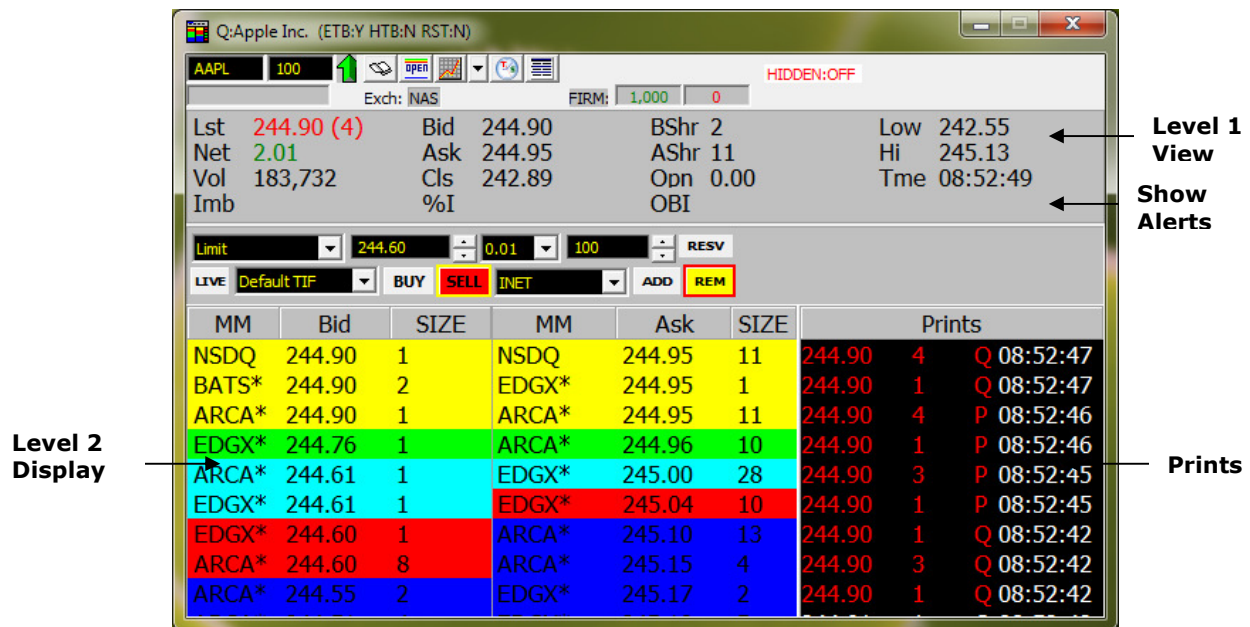 Q:Apple Inc. (ETB:Y HTB:N RST:N)
AAPL 100 OPEN HIDDEN:OFF
Exch: NAS FIRM: 1,000 0
Lst 244.90 (4) Bid 244.90 BShr 2 Low 242.55
Net 2.01 Ask 244.95 AShr 11 Hi 245.13
Vol 183,732 Cls 242.89 Opn 0.00 Tme 08:52:49
Imb %I OBI
Level 1
View
Show
Alerts
Limit 244.60 0.01 100 RESV
LIVE Default TIF BUY SELL INET ADD REM
MM Bid SIZE MM Ask SIZE Prints
NSDQ 244.90 1 NSDQ 244.95 11 244.90 4 Q 08:52:47
BATS* 244.90 2 EDGX* 244.95 1 244.90 1 Q 08:52:47
ARCA* 244.90 1 ARCA* 244.95 11 244.90 4 P 08:52:46
EDGX* 244.76 1 ARCA* 244.96 10 244.90 1 P 08:52:46
ARCA* 244.61 1 EDGX* 245.00 28 244.90 3 P 08:52:45
EDGX* 244.61 1 EDGX* 245.04 10 244.90 1 P 08:52:45
EDGX* 244.60 1 ARCA* 245.10 13 244.90 1 Q 08:52:42
ARCA* 244.60 8 ARCA* 245.15 4 244.90 3 Q 08:52:42
ARCA* 244.55 2 EDGX* 245.17 2 244.90 1 Q 08:52:42
Level 2
Display
Prints